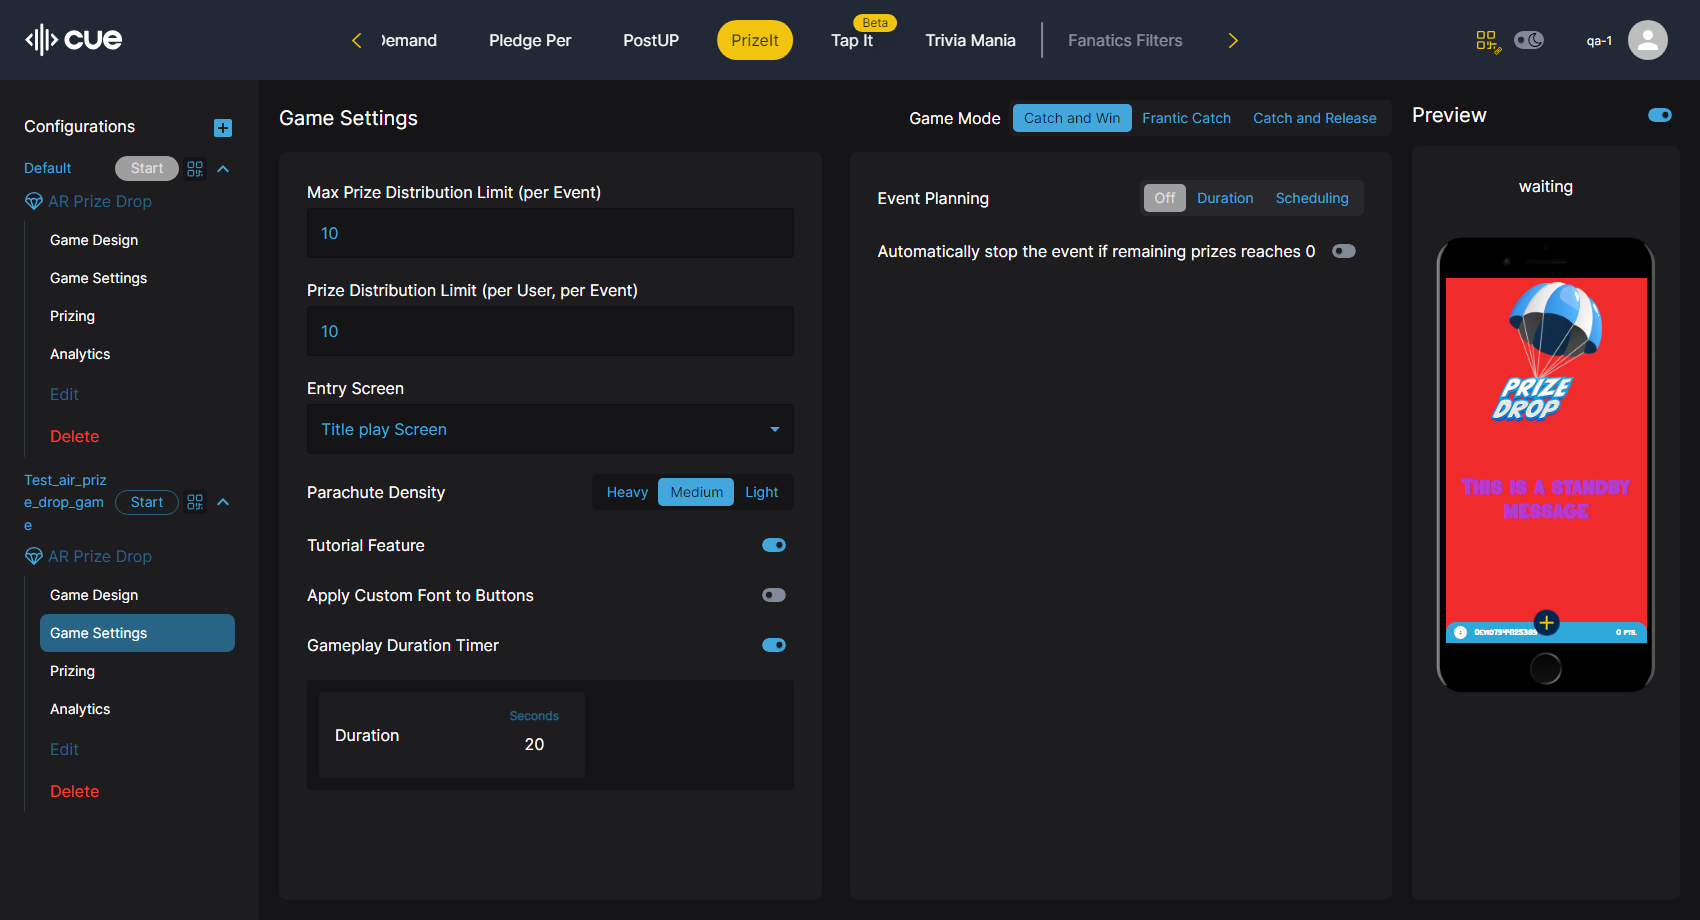 cue
Demand
Pledge Per
PostUP
PrizeIt
Beta
Tap It
Trivia Mania
Fanatics Filters
qa-1
Configurations
Default
Start
AR Prize Drop
Game Design
Game Settings
Prizing
Analytics
Edit
Delete
Test_air_priz
e_drop_gam
e
Start
AR Prize Drop
Game Design
Game Settings
Prizing
Analytics
Edit
Delete
Game Settings
Game Mode
Catch and Win
Frantic Catch
Catch and Release
Max Prize Distribution Limit (per Event)
10
Prize Distribution Limit (per User, per Event)
10
Entry Screen
Title play Screen
Parachute Density
Heavy
Medium
Light
Tutorial Feature
Apply Custom Font to Buttons
Gameplay Duration Timer
Duration
Seconds
20
Event Planning
Off
Duration
Scheduling
Automatically stop the event if remaining prizes reaches 0
Preview
waiting
PRIZE
DROP
THIS IS A STANDBY
MESSAGE
0 PTS.